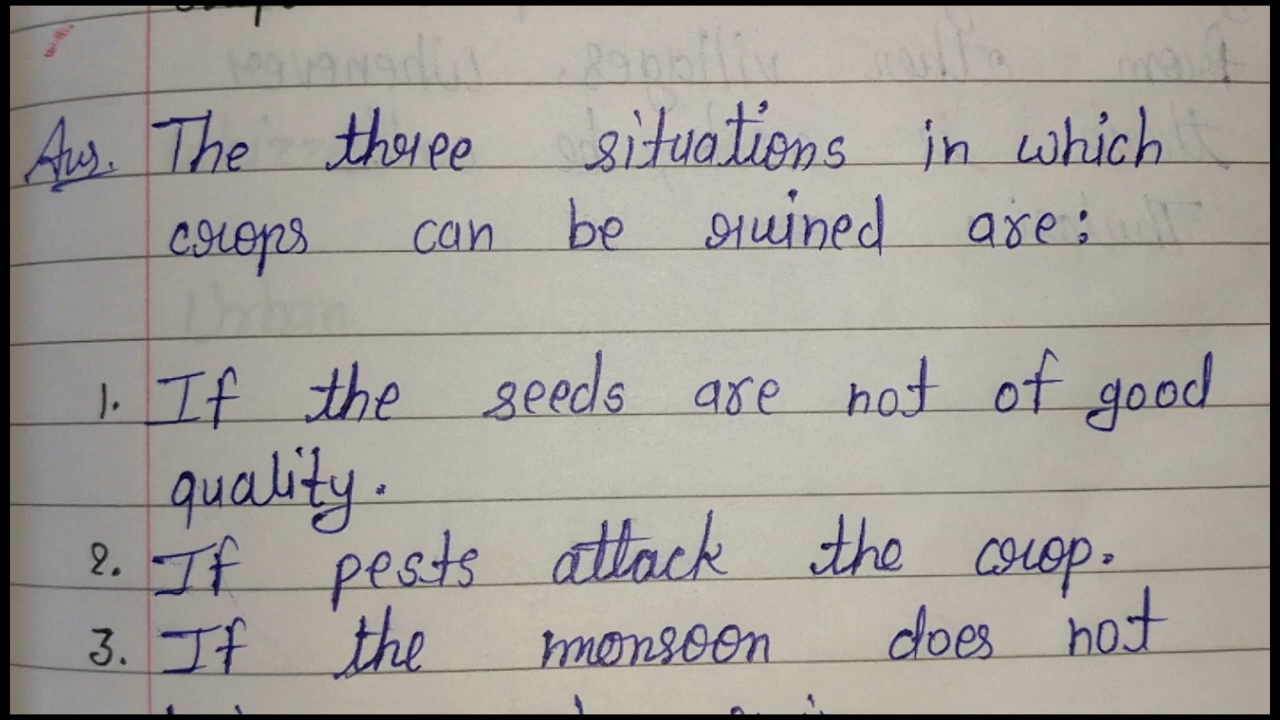 Ans. The three situations in which
crops can be ruined are:
1. If the seeds are not of good
quality.
2. If pests attack the crop.
3. If the monsoon does not